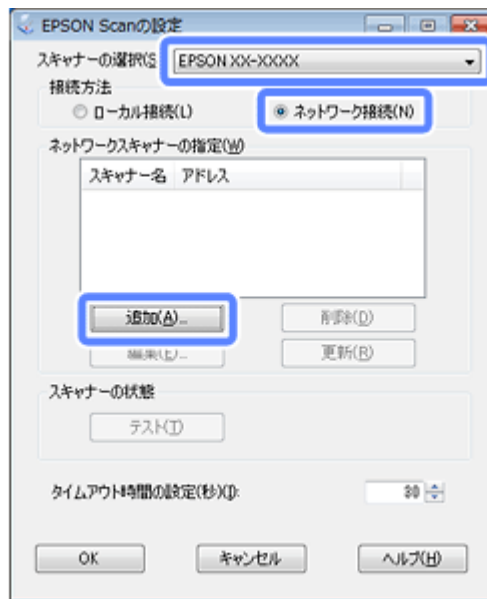 EPSON Scanの設定
スキャナーの選択(S
EPSON XX-XXXX
接続方法
ローカル接続(L)
ネットワーク接続(N)
ネットワークスキャナーの指定(W)
スキャナー名 アドレス
追加(A)...
削除(D)
編集(E)...
更新(R)
スキャナーの状態
テスト(T)
タイムアウト時間の設定(秒)(I):
30
OK
キャンセル
ヘルプ(H)